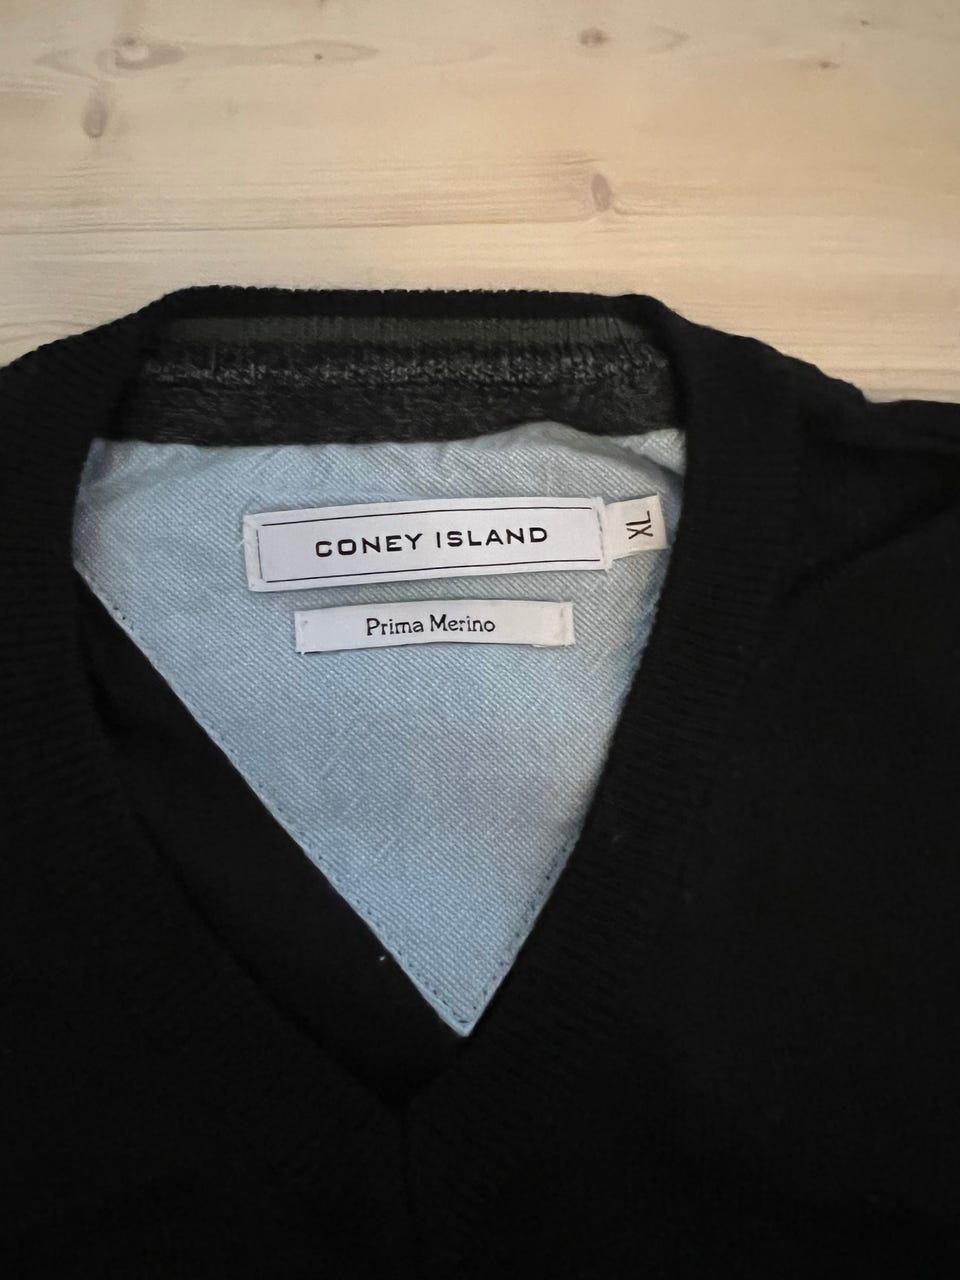 CONEY ISLAND
XL
Prima Merino